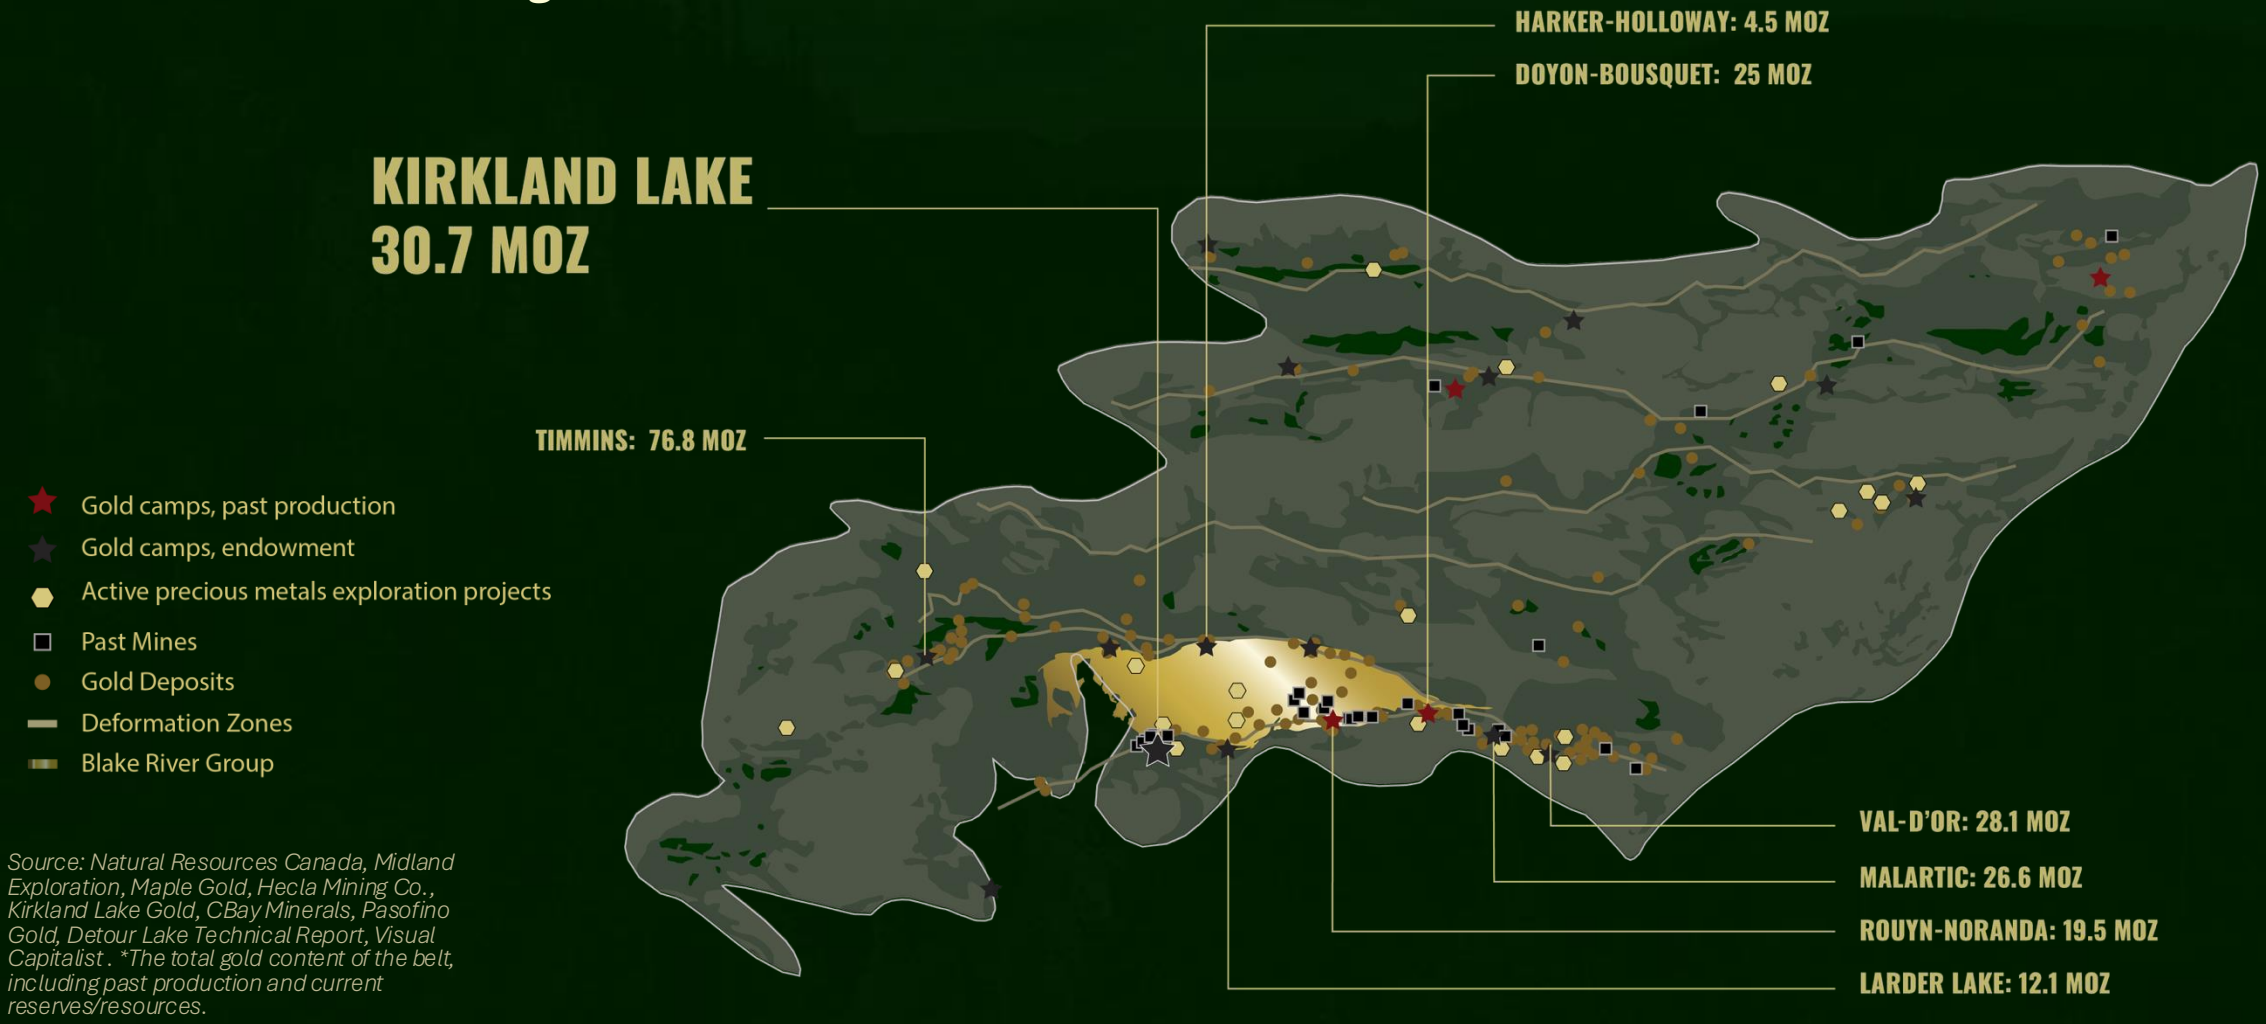 HARKER-HOLLOWAY: 4.5 MOZ
DOYON-BOUSQUET: 25 MOZ
KIRKLAND LAKE
30.7 MOZ
TIMMINS: 76.8 MOZ
Gold camps, past production
Gold camps, endowment
Active precious metals exploration projects
Past Mines
Gold Deposits
Deformation Zones
Blake River Group
VAL-D'OR: 28.1 MOZ
MALARTIC: 26.6 MOZ
ROUYN-NORANDA: 19.5 MOZ
LARDER LAKE: 12.1 MOZ
Source: Natural Resources Canada, Midland
Exploration, Maple Gold, Hecla Mining Co.,
Kirkland Lake Gold, CBay Minerals, Pasofino
Gold, Detour Lake Technical Report, Visual
Capitalist . *The total gold content of the belt,
including past production and current
reserves/resources.